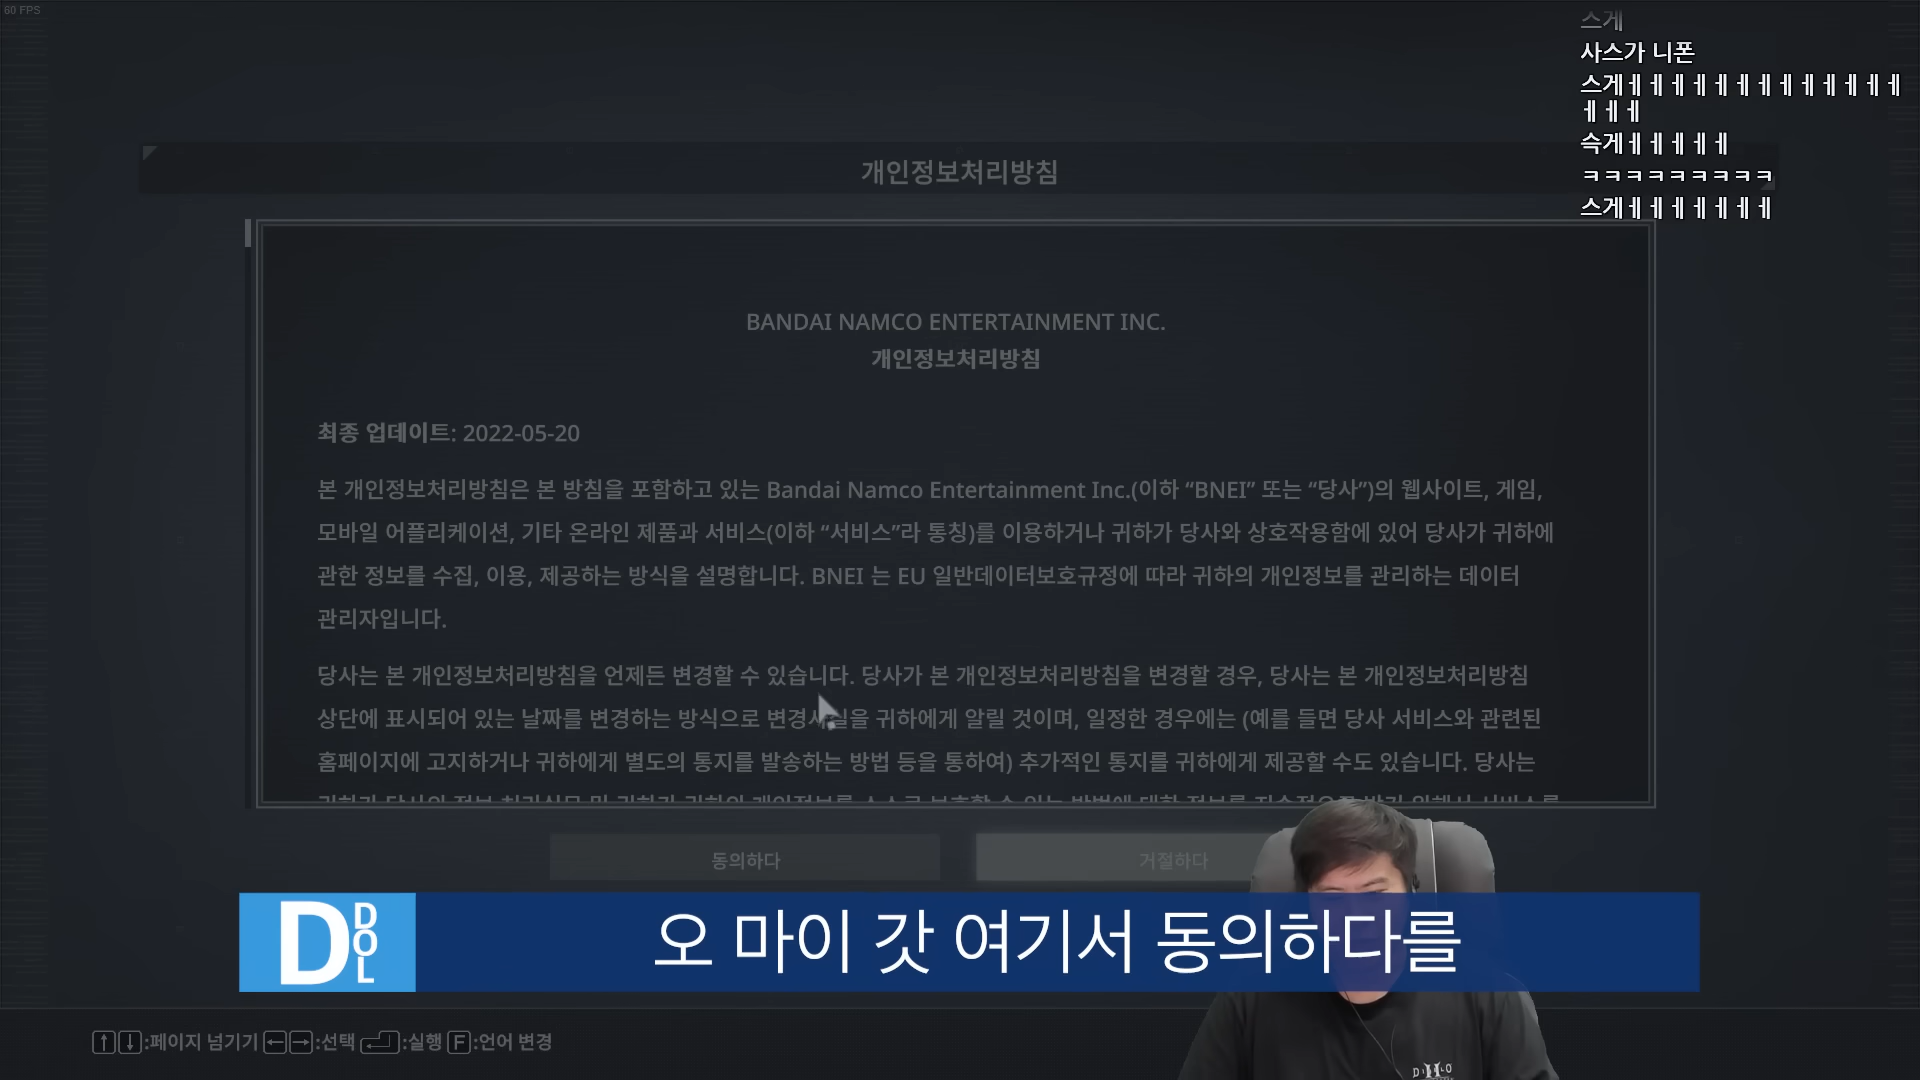 60 FPS
스게
사스가 니폰
스게ㅔㅔㅔㅔㅔㅔㅔㅔㅔㅔㅔㅔㅔ
ㅔㅔㅔ
슥게ㅔㅔㅔㅔㅔ
ㅋㅋㅋㅋㅋㅋㅋㅋㅋ
스게ㅔㅔㅔㅔㅔㅔㅔ
개인정보처리방침
BANDAI NAMCO ENTERTAINMENT INC.
개인정보처리방침
최종 업데이트: 2022-05-20
본 개인정보처리방침은 본 방침을 포함하고 있는 Bandai Namco Entertainment Inc.(이하 “BNEI” 또는 “당사”)의 웹사이트, 게임,
모바일 어플리케이션, 기타 온라인 제품과 서비스(이하 “서비스”라 통칭)를 이용하거나 귀하가 당사와 상호작용함에 있어 당사가 귀하에
관한 정보를 수집, 이용, 제공하는 방식을 설명합니다. BNEI 는 EU 일반데이터보호규정에 따라 귀하의 개인정보를 관리하는 데이터
관리자입니다.
당사는 본 개인정보처리방침을 언제든 변경할 수 있습니다. 당사가 본 개인정보처리방침을 변경할 경우, 당사는 본 개인정보처리방침
상단에 표시되어 있는 날짜를 변경하는 방식으로 변경사실을 귀하에게 알릴 것이며, 일정한 경우에는 (예를 들면 당사 서비스와 관련된
홈페이지에 고지하거나 귀하에게 별도의 통지를 발송하는 방법 등을 통하여) 추가적인 통지를 귀하에게 제공할 수도 있습니다. 당사는
동의하다
거절하다
DDOL
오 마이 갓 여기서 동의하다를
↑↓:페이지 넘기기 ←→:선택 :실행 F:언어 변경